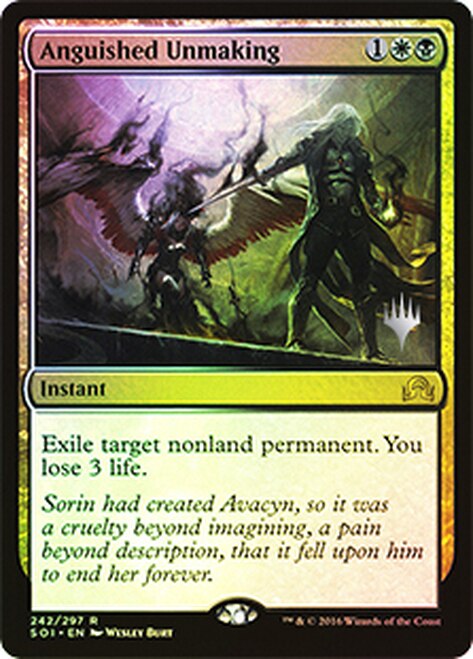 Anguished Unmaking 1
Instant
Exile target nonland permanent. You
lose 3 life.
Sorin had created Avacyn, so it was
a cruelty beyond imagining, a pain
beyond description, that it fell upon him
to end her forever.
242/297 R
SOI • EN Wesley Burt
™ & © 2016 Wizards of the Coast